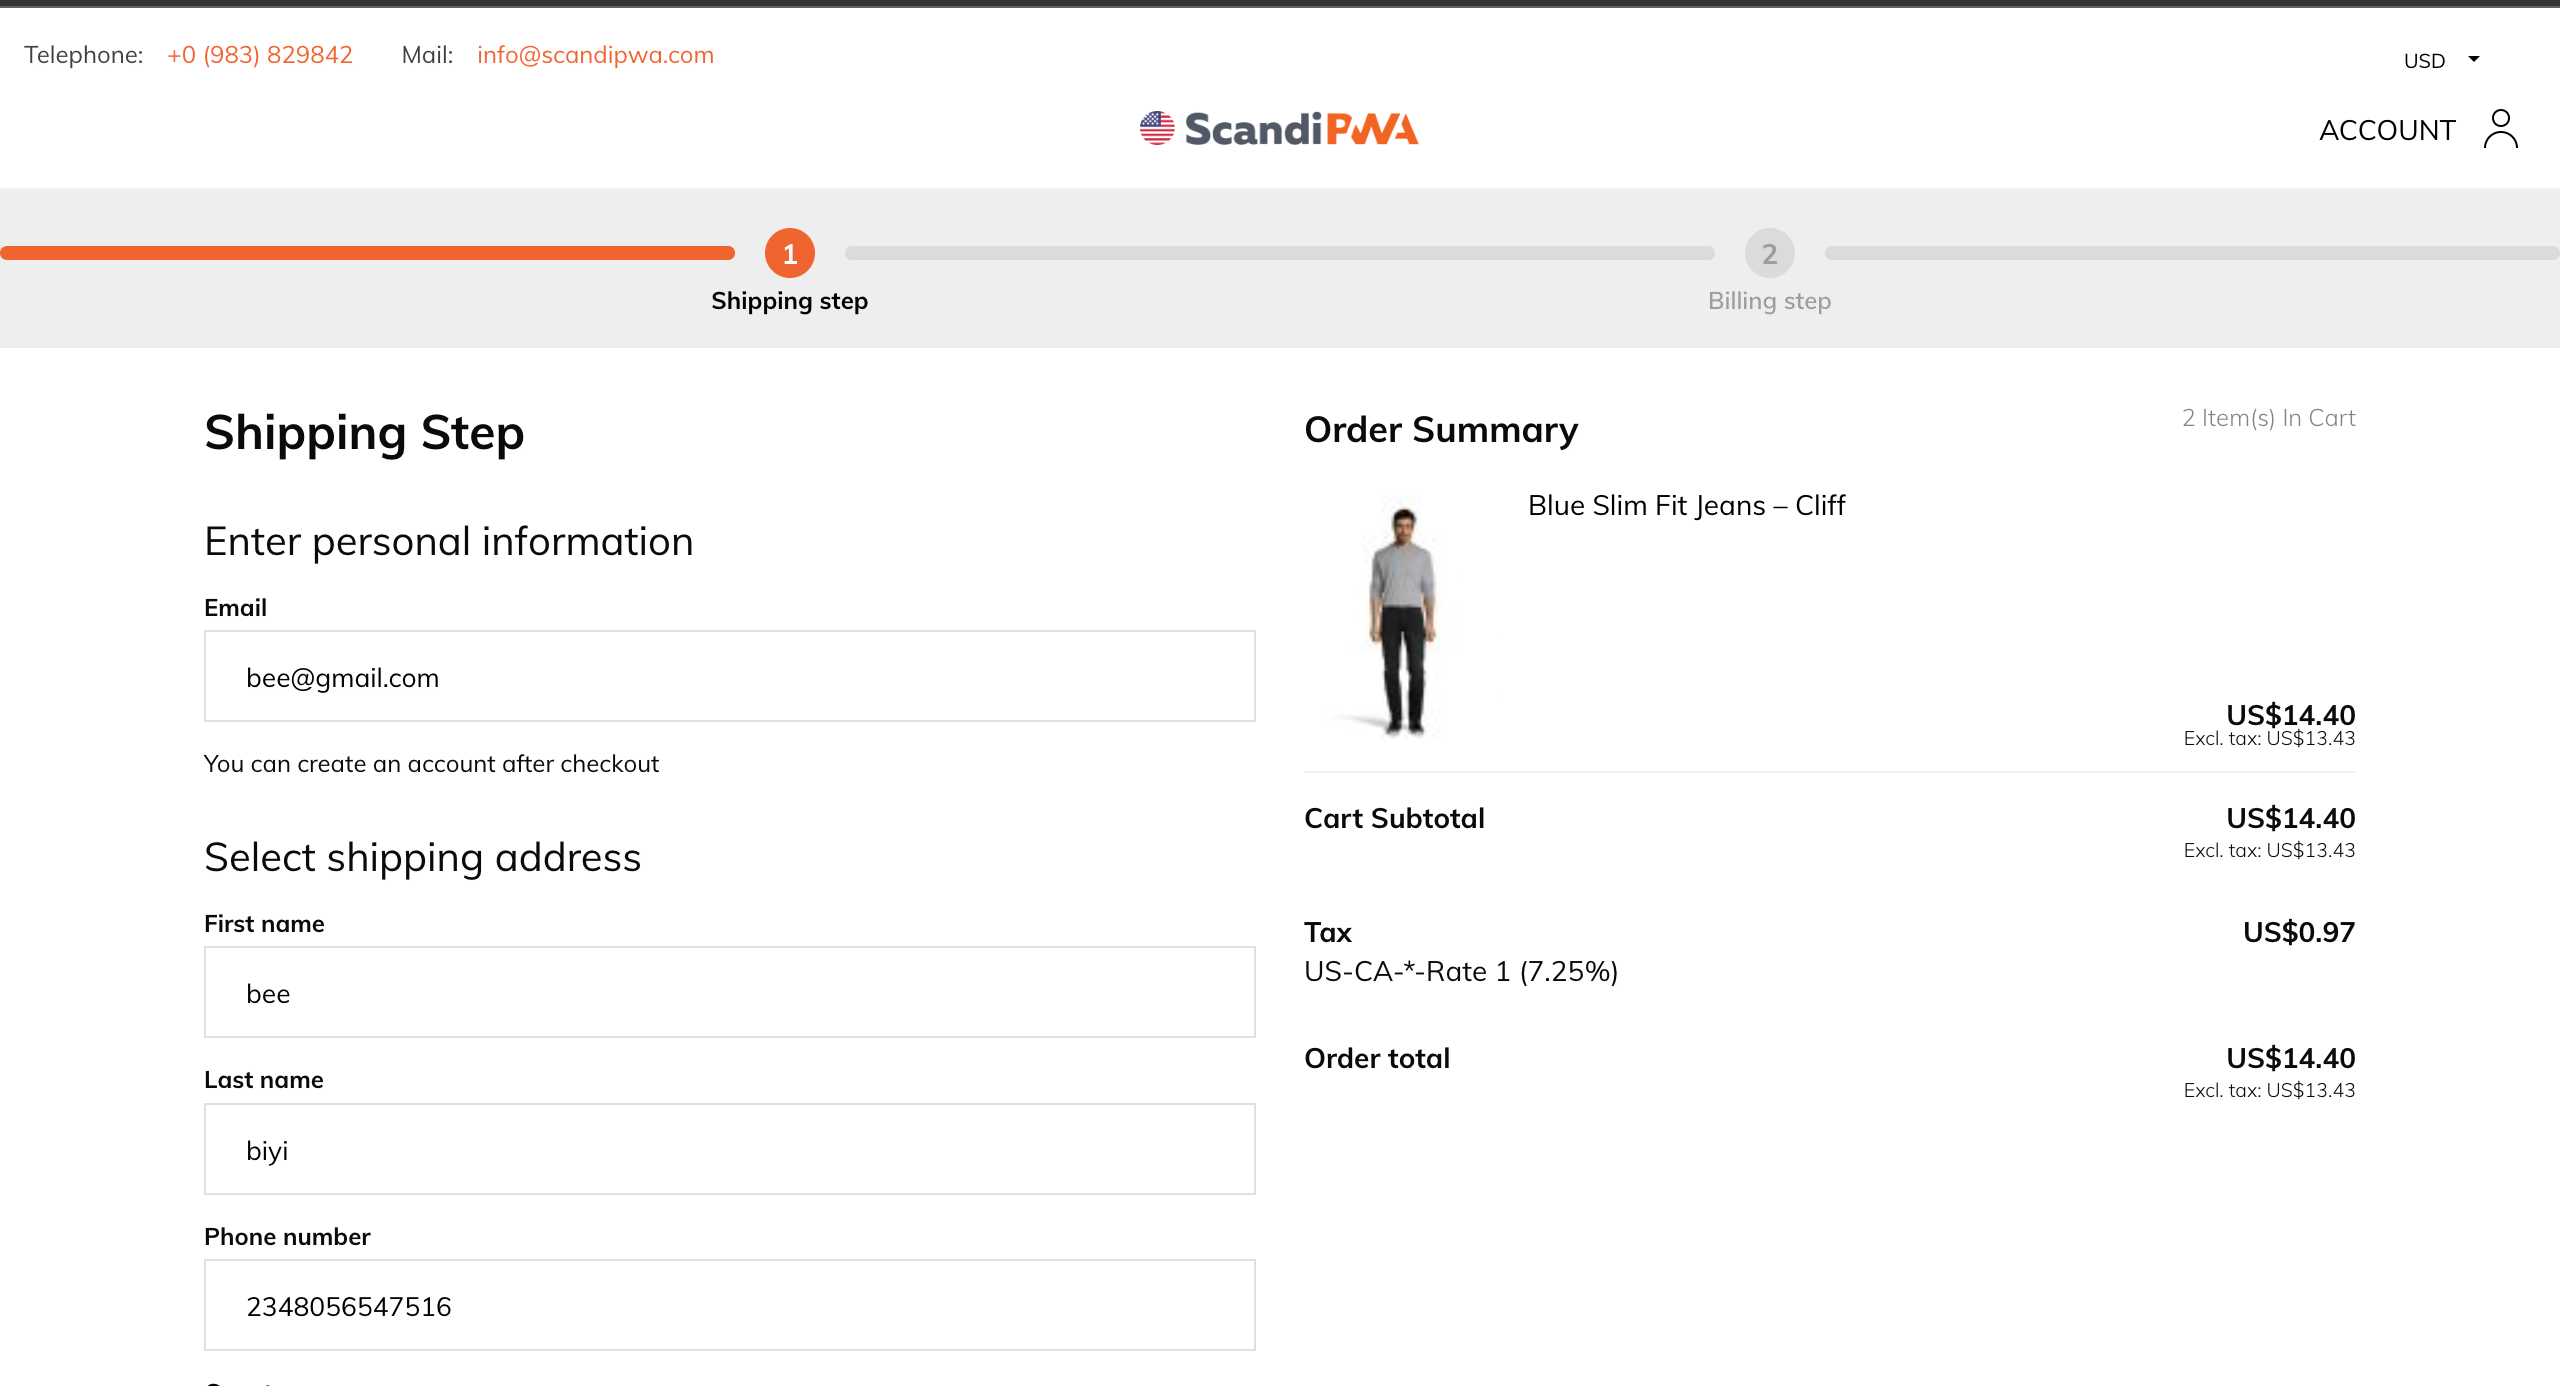 Telephone: +0 (983) 829842 Mail: info@scandipwa.com
USD
ScandiPWA
ACCOUNT
1
2
Shipping step
Billing step
Shipping Step
Enter personal information
Email
bee@gmail.com
You can create an account after checkout
Select shipping address
First name
bee
Last name
biyi
Phone number
2348056547516
Order Summary
2 Item(s) In Cart
Blue Slim Fit Jeans – Cliff
US$14.40
Excl. tax: US$13.43
Cart Subtotal
US$14.40
Excl. tax: US$13.43
Tax
US$0.97
US-CA-*-Rate 1 (7.25%)
Order total
US$14.40
Excl. tax: US$13.43